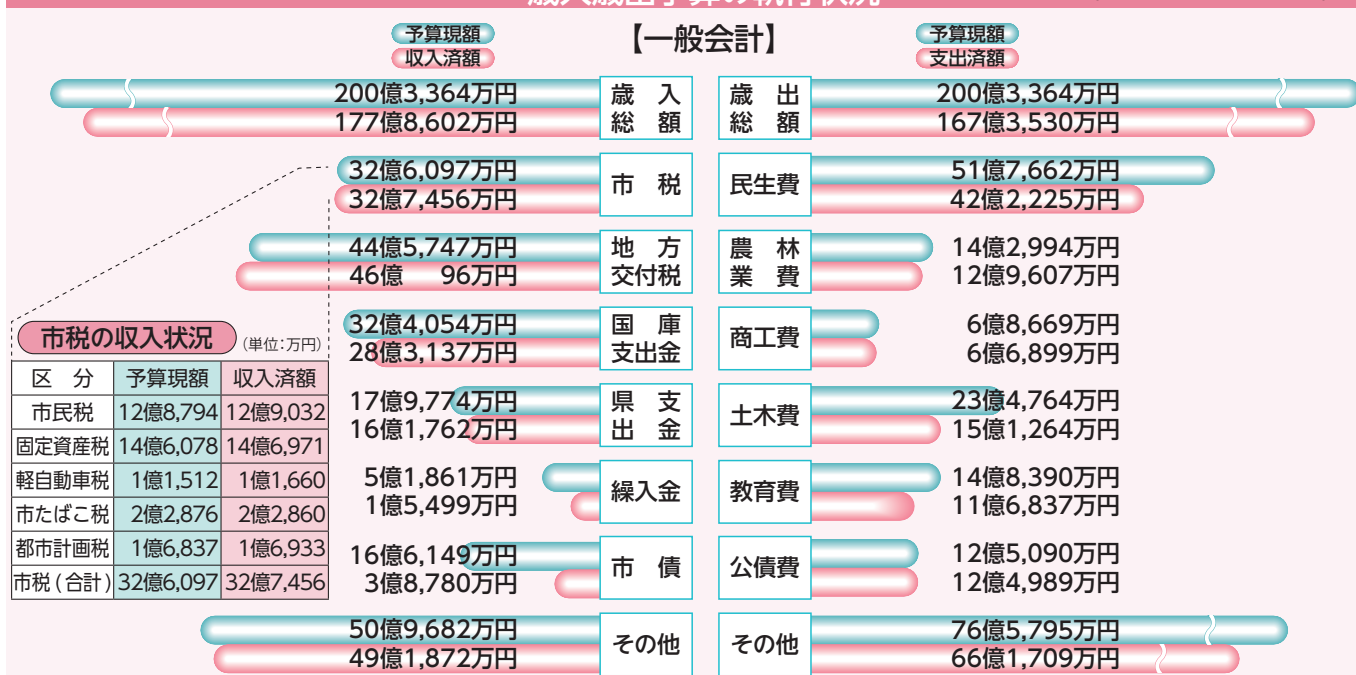 歳入歳出予算の執行状況
【一般会計】
予算現額
収入済額
予算現額
支出済額
200億3,364万円
177億8,602万円
歳入
総額
歳出
総額
200億3,364万円
167億3,530万円
32億6,097万円
32億7,456万円
市税
民生費
51億7,662万円
42億2,225万円
44億5,747万円
46億 96万円
地方
交付税
農林
業費
14億2,994万円
12億9,607万円
32億4,054万円
28億3,137万円
国庫
支出金
商工費
6億8,669万円
6億6,899万円
17億9,774万円
16億1,762万円
県支
出金
土木費
23億4,764万円
15億1,264万円
5億1,861万円
1億5,499万円
繰入金
教育費
14億8,390万円
11億6,837万円
16億6,149万円
3億8,780万円
市債
公債費
12億5,090万円
12億4,989万円
50億9,682万円
49億1,872万円
その他
その他
76億5,795万円
66億1,709万円
市税の収入状況 (単位:万円)
区分 予算現額 収入済額
市民税 12億8,794 12億9,032
固定資産税 14億6,078 14億6,971
軽自動車税 1億1,512 1億1,660
市たばこ税 2億2,876 2億2,860
都市計画税 1億6,837 1億6,933
市税(合計) 32億6,097 32億7,456